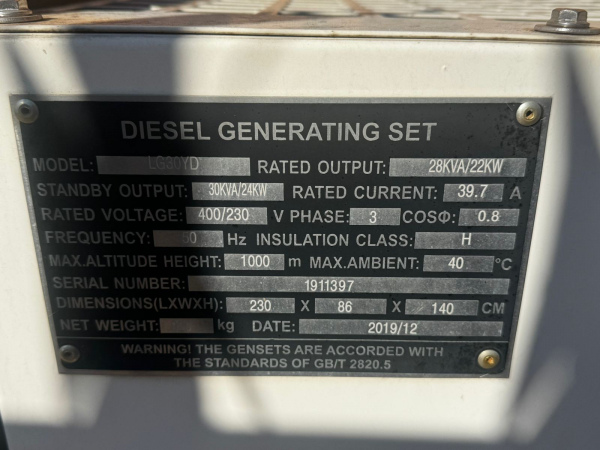 DIESEL GENERATING SET
MODEL: LG30YD RATED OUTPUT: 28KVA/22KW
STANDBY OUTPUT: 30KVA/24KW RATED CURRENT: 39.7 A
RATED VOLTAGE: 400/230 V PHASE: 3 COSΦ: 0.8
FREQUENCY: 50 Hz INSULATION CLASS: H
MAX.ALTITUDE HEIGHT: 1000 m MAX.AMBIENT: 40 °C
SERIAL NUMBER: 1911397
DIMENSIONS(LXWXH): 230 X 86 X 140 CM
NET WEIGHT: kg DATE: 2019/12
WARNING! THE GENSETS ARE ACCORDED WITH
THE STANDARDS OF GB/T 2820.5